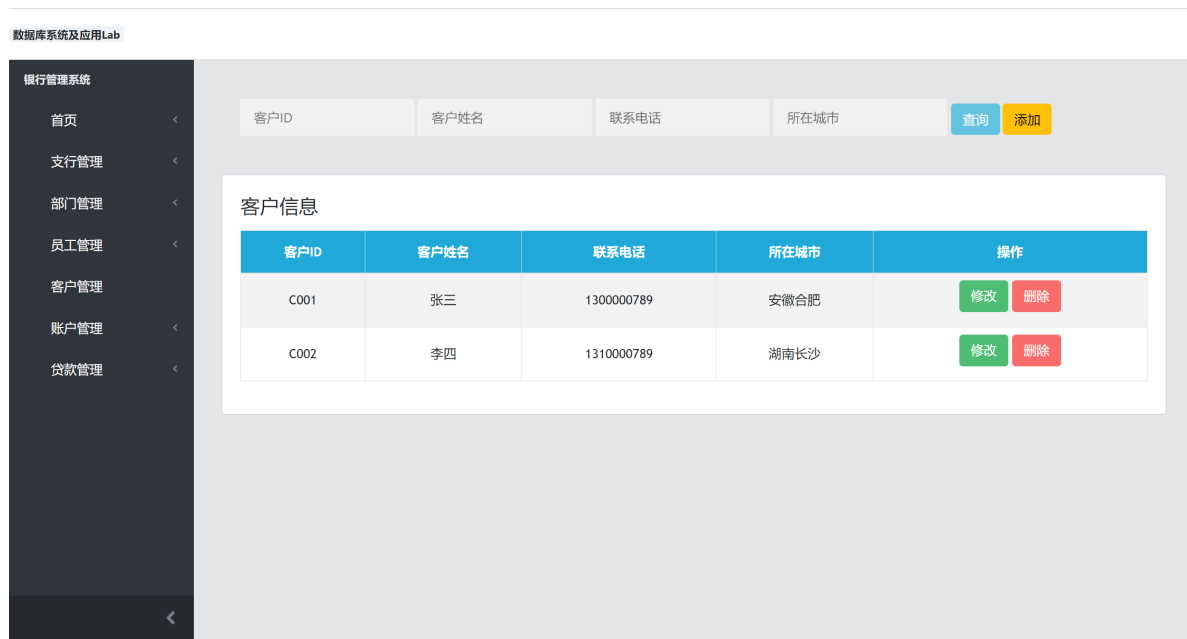 数据库系统及应用Lab
银行管理系统
首页
支行管理
部门管理
员工管理
客户管理
账户管理
贷款管理
客户ID 客户姓名 联系电话 所在城市 查询 添加
客户信息
客户ID 客户姓名 联系电话 所在城市 操作
C001 张三 1300000789 安徽合肥 修改 删除
C002 李四 1310000789 湖南长沙 修改 删除